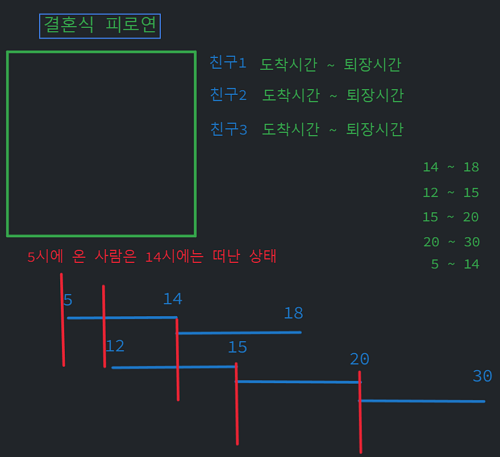 결혼식 피로연
친구1 도착시간 ~ 퇴장시간
친구2 도착시간 ~ 퇴장시간
친구3 도착시간 ~ 퇴장시간
14 ~ 18
12 ~ 15
15 ~ 20
20 ~ 30
5 ~ 14
5시에 온 사람은 14시에는 떠난 상태
5 14 18
12 15 20 30